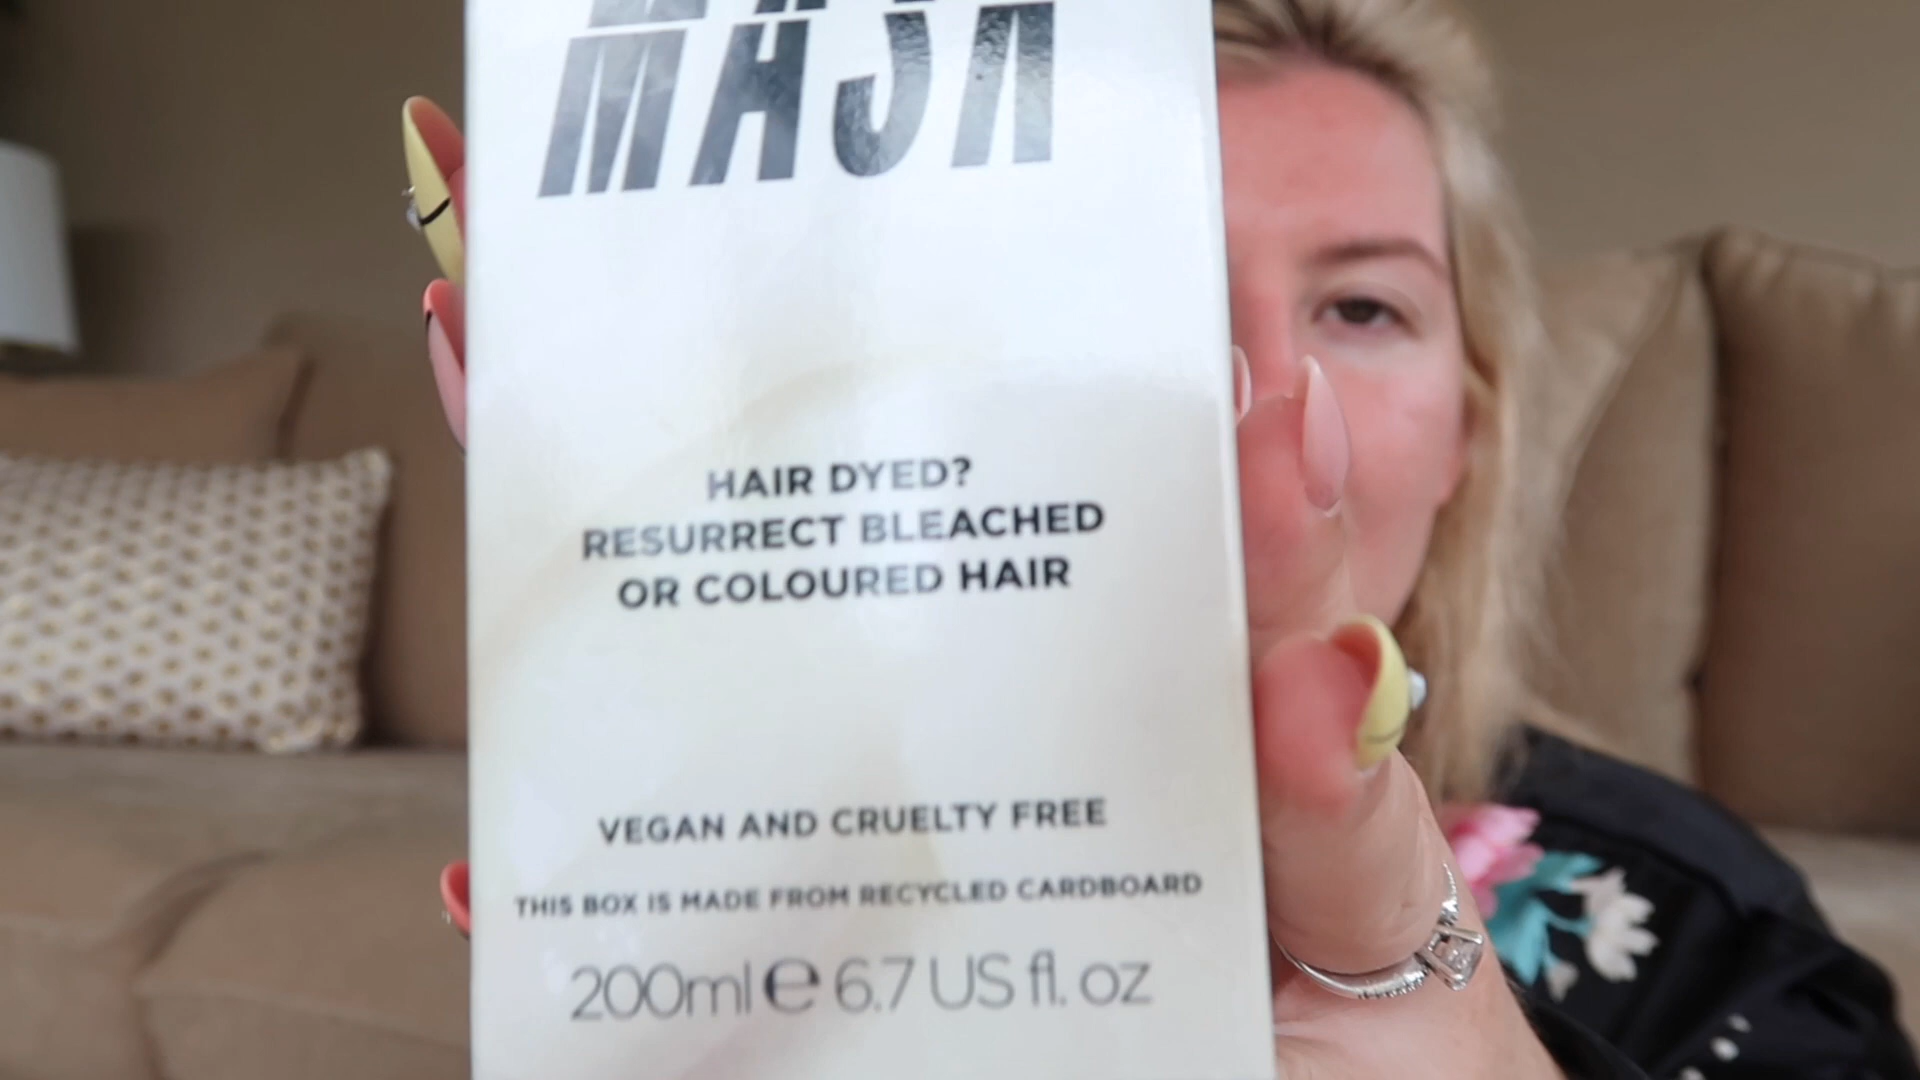 MASK
HAIR DYED?
RESURRECT BLEACHED
OR COLOURED HAIR
VEGAN AND CRUELTY FREE
THIS BOX IS MADE FROM RECYCLED CARDBOARD
200ml e 6.7 US fl. oz